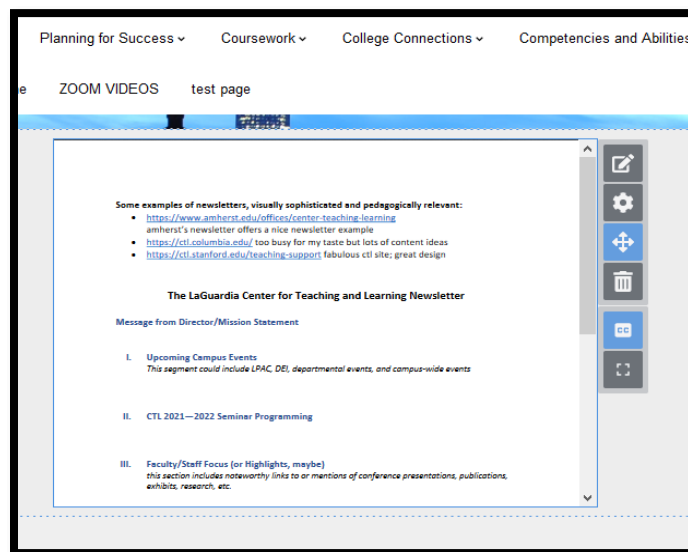 Planning for Success Coursework College Connections Competencies and Abilities
ZOOM VIDEOS test page
Some examples of newsletters, visually sophisticated and pedagogically relevant:
• https://www.amherst.edu/offices/center-teaching-learning
amherst's newsletter offers a nice newsletter example
• https://ctl.columbia.edu/ too busy for my taste but lots of content ideas
• https://ctl.stanford.edu/teaching-support fabulous ctl site; great design
The LaGuardia Center for Teaching and Learning Newsletter
Message from Director/Mission Statement
I. Upcoming Campus Events
This segment could include LPAC, DEI, departmental events, and campus-wide events
II. CTL 2021—2022 Seminar Programming
III. Faculty/Staff Focus (or Highlights, maybe)
this section includes noteworthy links to or mentions of conference presentations, publications,
exhibits, research, etc.
CC